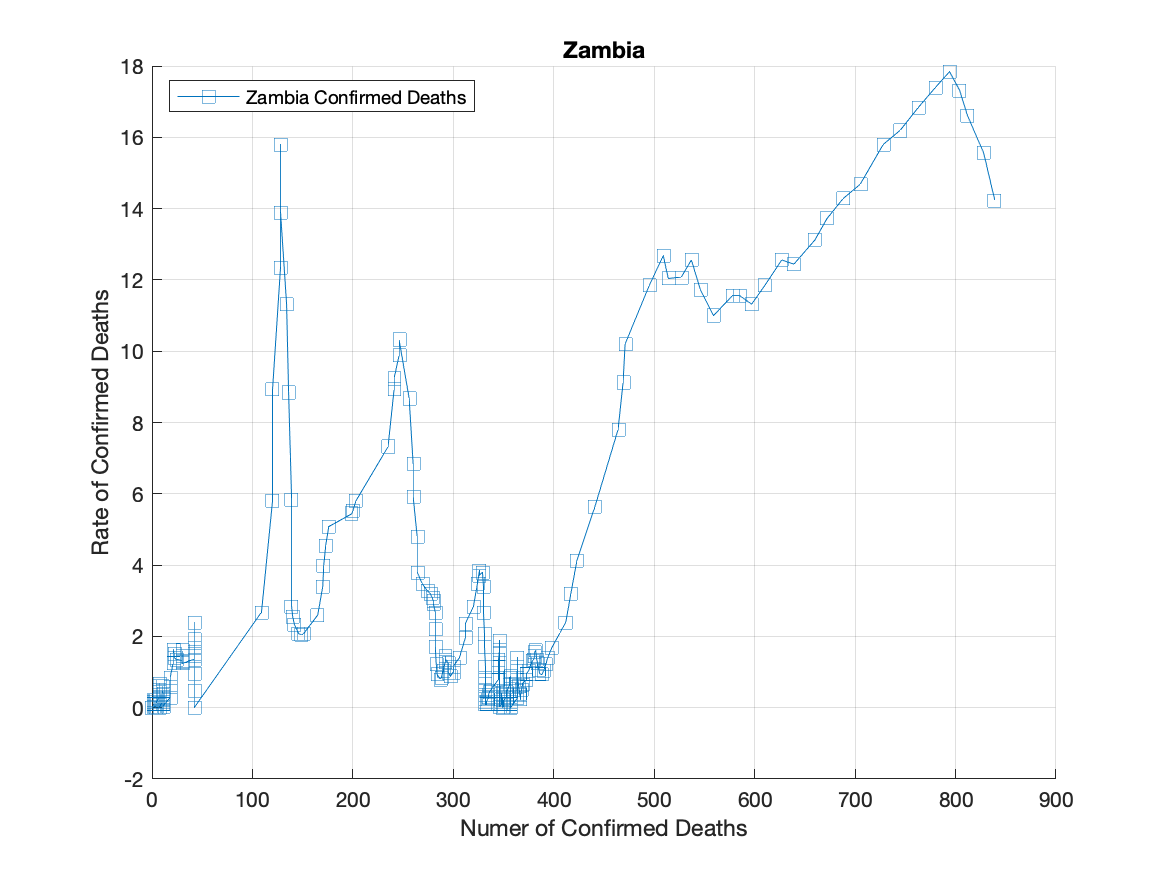 Zambia
Zambia Confirmed Deaths
18
16
14
12
10
8
6
4
2
0
-2
Rate of Confirmed Deaths
0 100 200 300 400 500 600 700 800 900
Numer of Confirmed Deaths